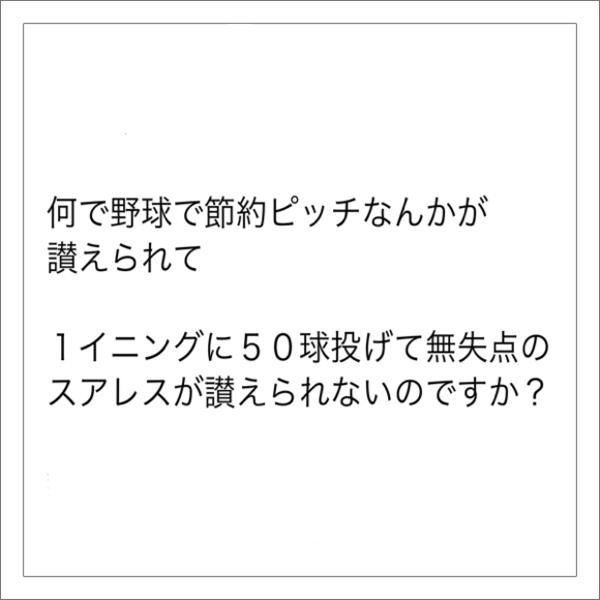 何で野球で節約ピッチなんかが
讃えられて
１イニングに５０球投げて無失点の
スアレスが讃えられないのですか？